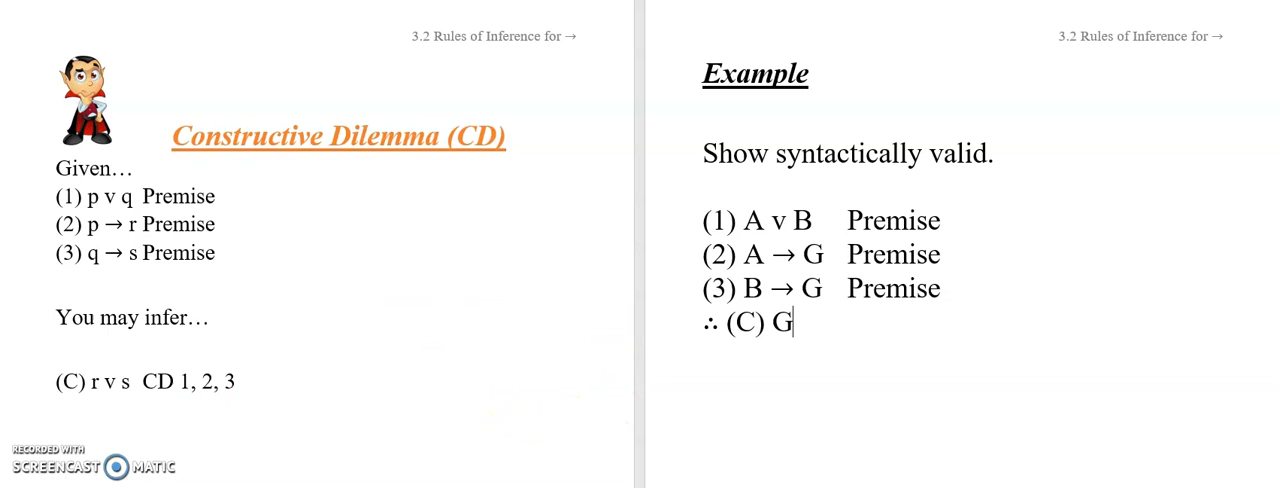 3.2 Rules of Inference for →
Constructive Dilemma (CD)
Given…
(1) p v q Premise
(2) p → r Premise
(3) q → s Premise
You may infer…
(C) r v s CD 1, 2, 3
RECORDED WITH
SCREENCAST MATIC
3.2 Rules of Inference for →
Example
Show syntactically valid.
(1) A v B Premise
(2) A → G Premise
(3) B → G Premise
∴ (C) G